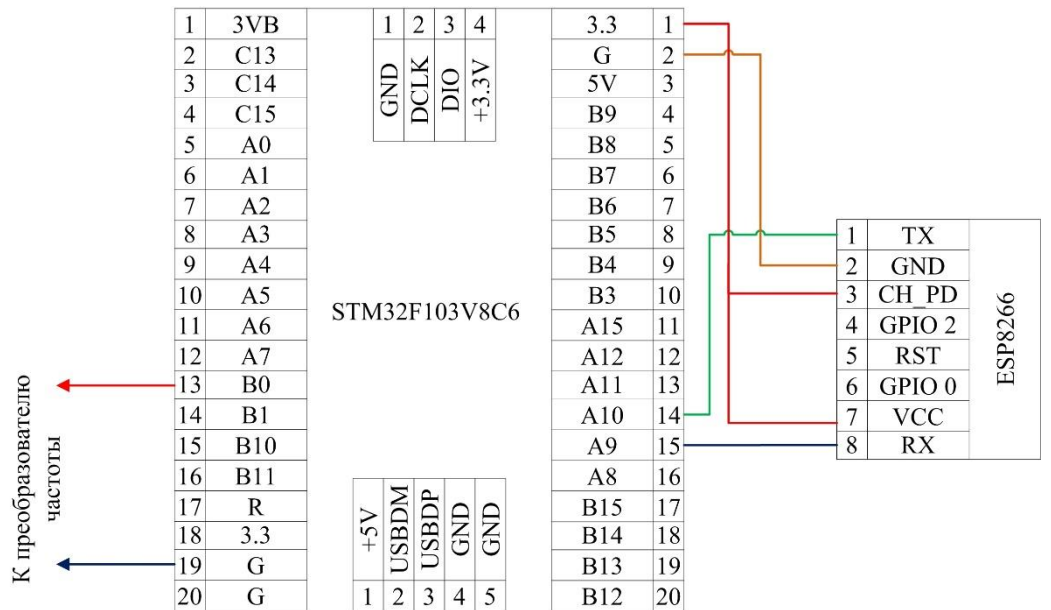 1 3VB
2 C13
3 C14
4 C15
5 A0
6 A1
7 A2
8 A3
9 A4
10 A5
11 A6
12 A7
13 B0
14 B1
15 B10
16 B11
17 R
18 3.3
19 G
20 G
1 2 3 4
GND
DCLK
DIO
+3.3V
STM32F103V8C6
+5V
USBDM
USBDP
GND
GND
1 2 3 4 5
3.3 1
G 2
5V 3
B9 4
B8 5
B7 6
B6 7
B5 8
B4 9
B3 10
A15 11
A12 12
A11 13
A10 14
A9 15
A8 16
B15 17
B14 18
B13 19
B12 20
1 TX
2 GND
3 CH_PD
4 GPIO 2
5 RST
6 GPIO 0
7 VCC
8 RX
ESP8266
К преобразователю
частоты